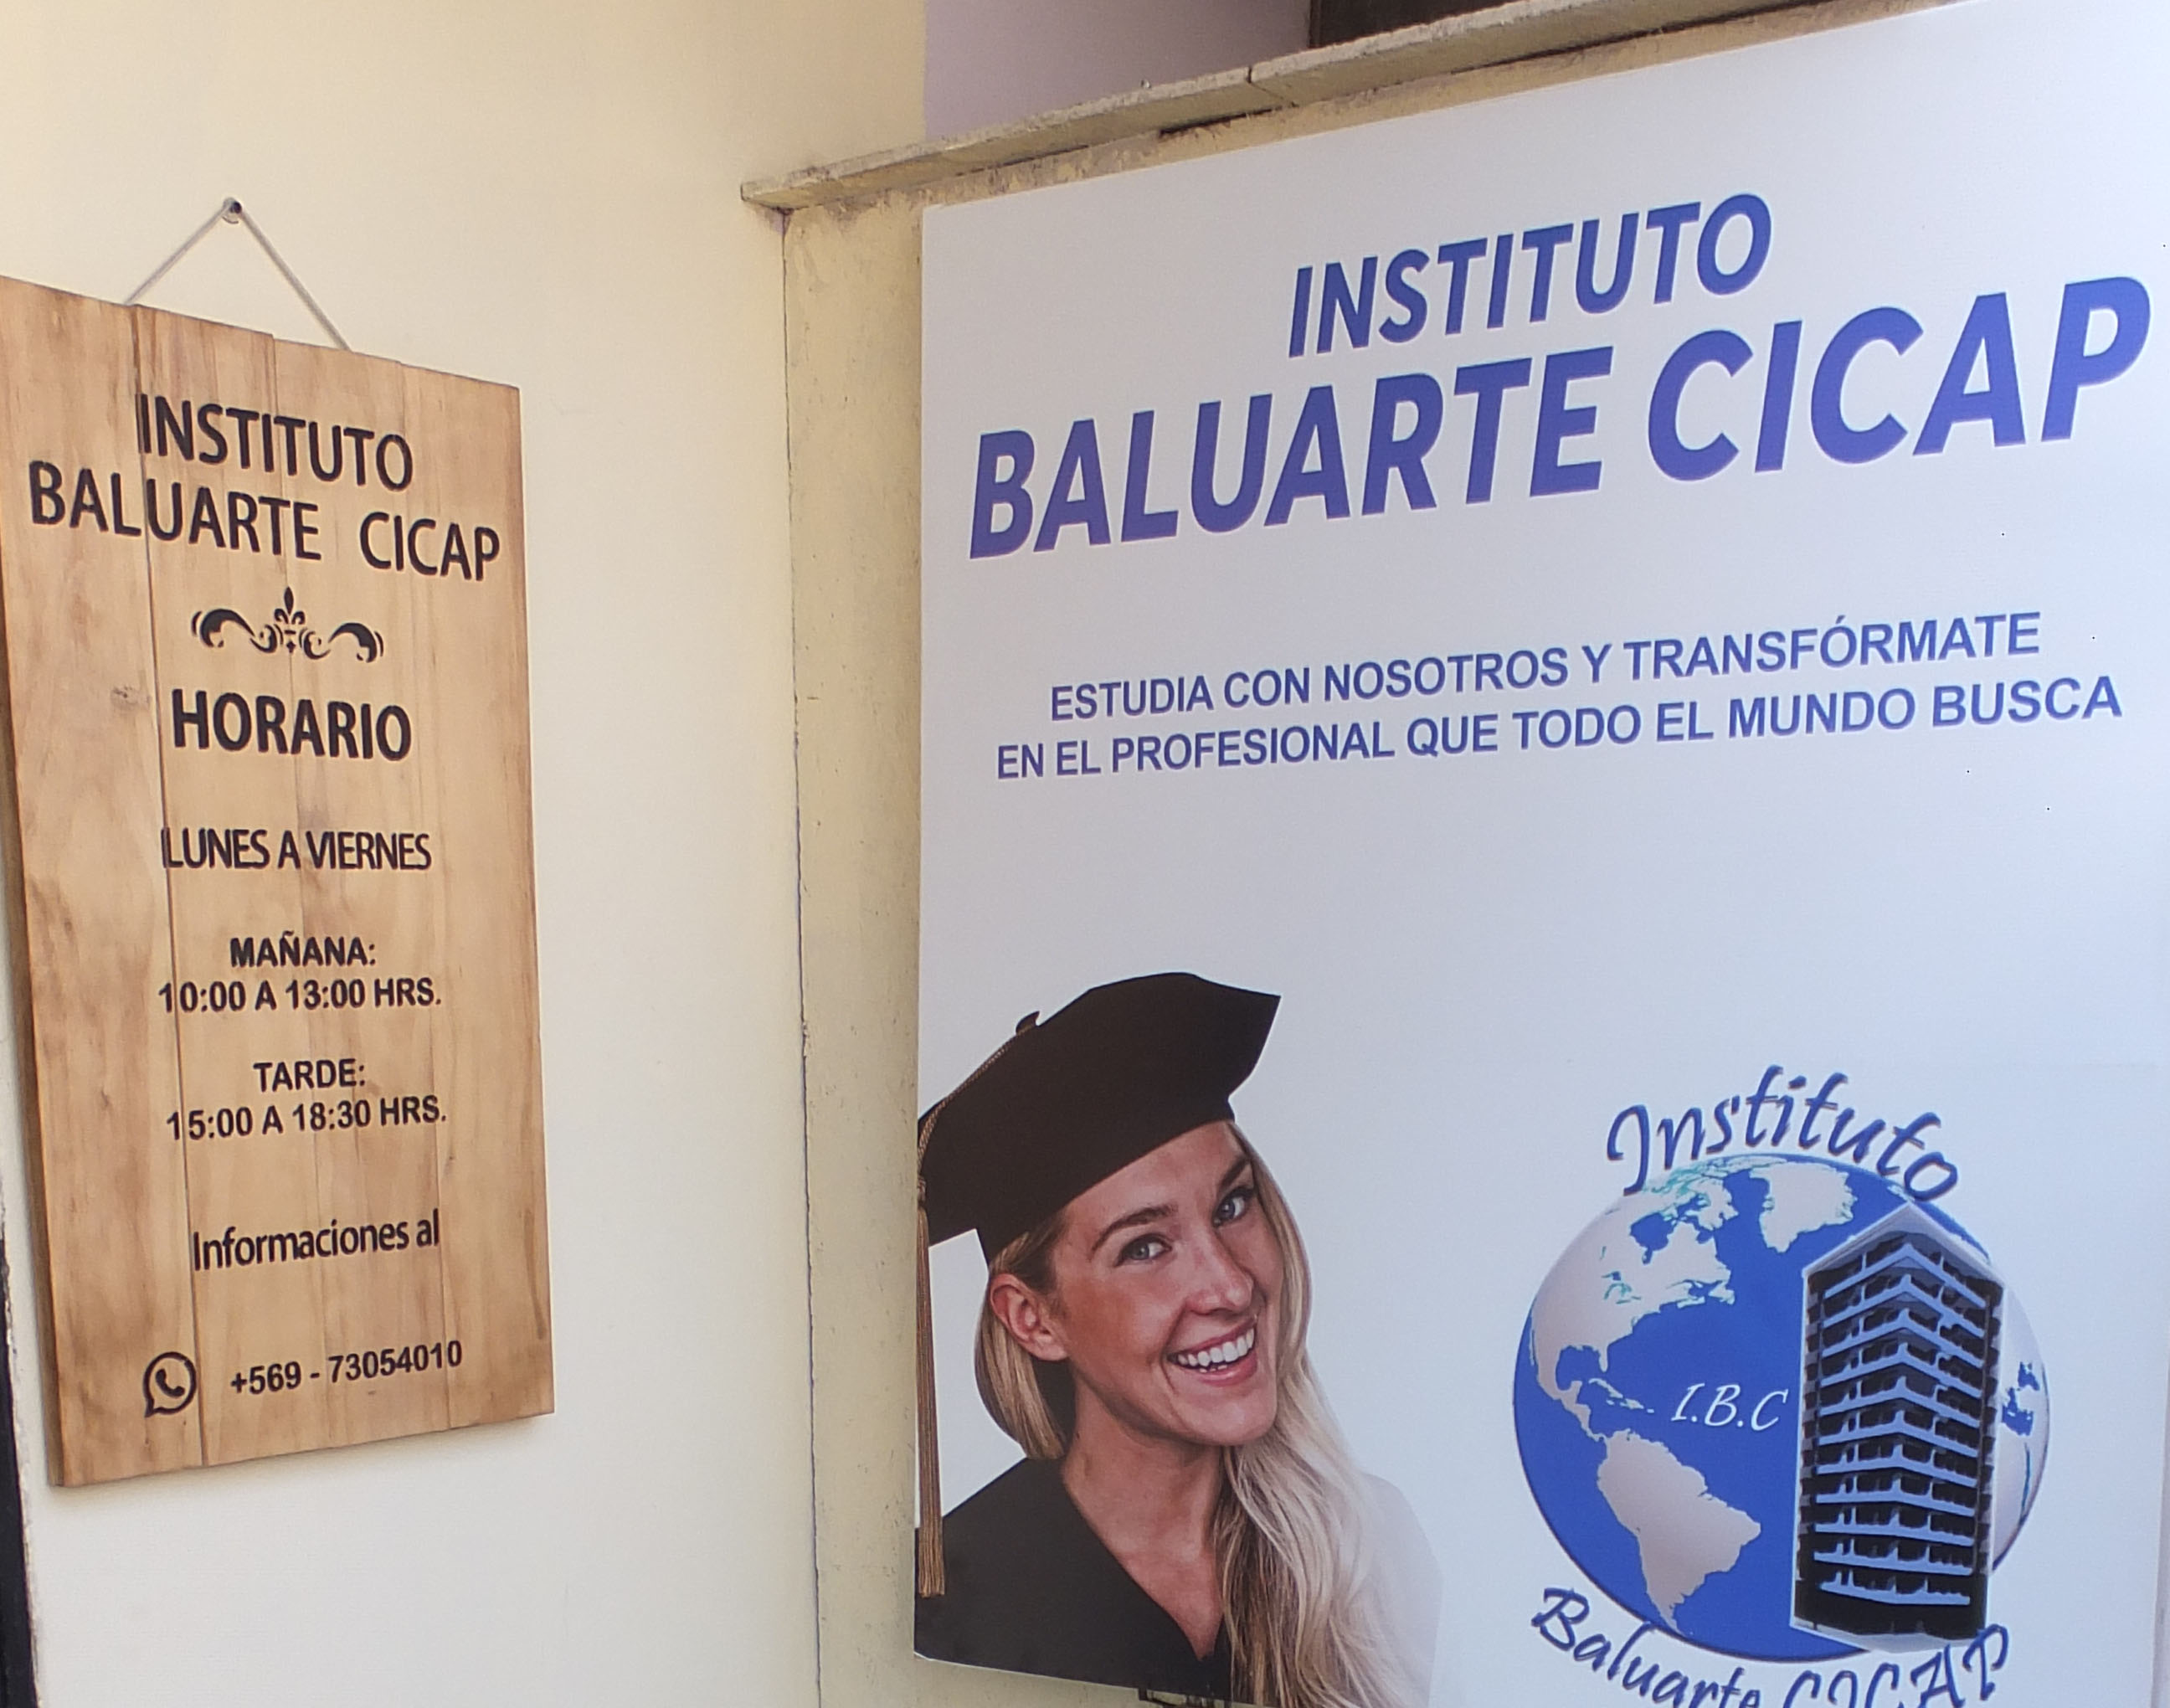 INSTITUTO
BALUARTE CICAP
HORARIO
LUNES A VIERNES
MAÑANA:
10:00 A 13:00 HRS.
TARDE:
15:00 A 18:30 HRS.
Informaciones al
+569 - 73054010
INSTITUTO
BALUARTE CICAP
ESTUDIA CON NOSOTROS Y TRANSFÓRMATE
EN EL PROFESIONAL QUE TODO EL MUNDO BUSCA
Instituto
I.B.C
Baluarte CICAP